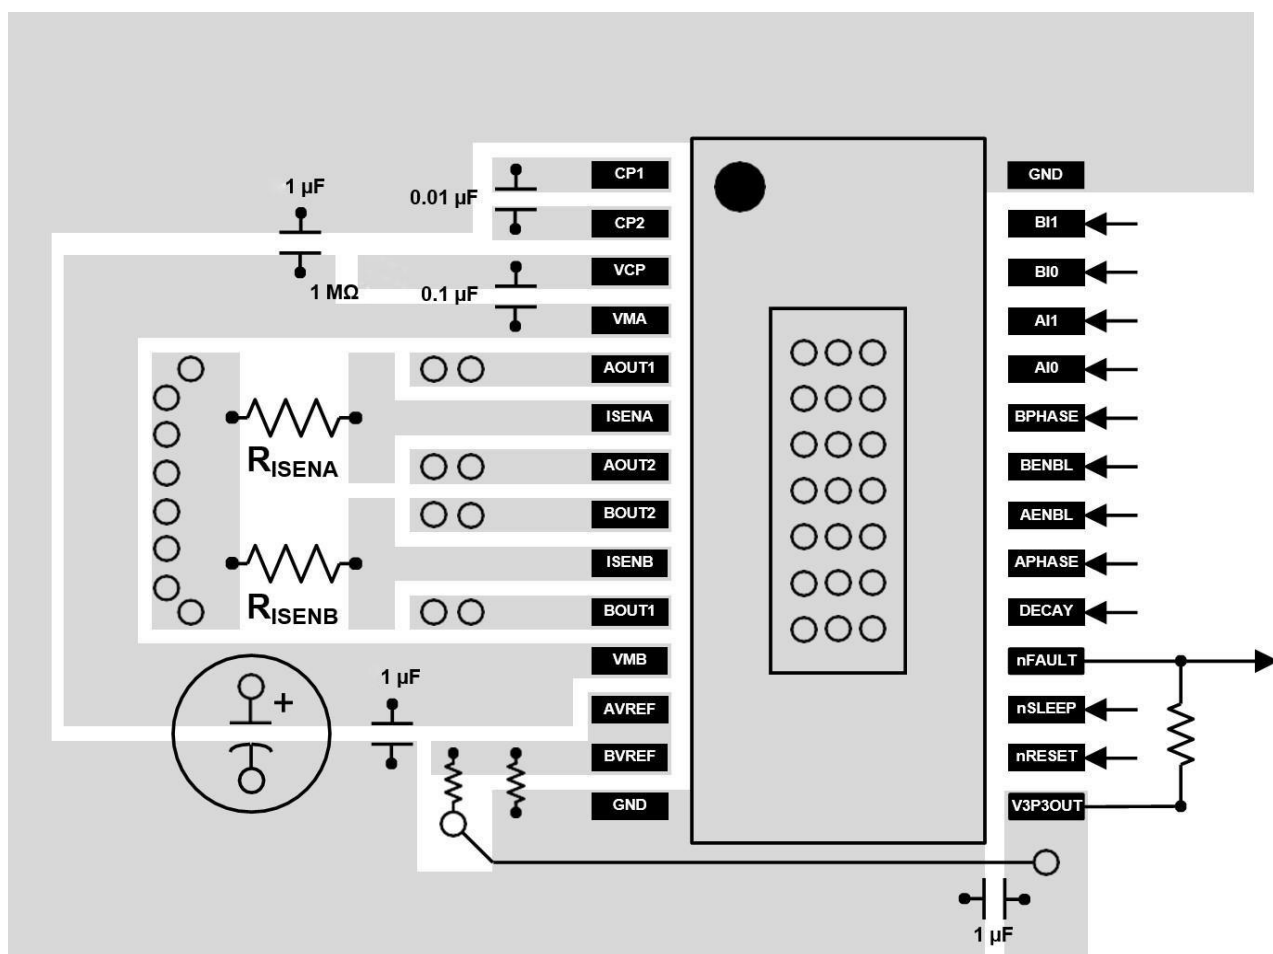 1 µF
0.01 µF
1 MΩ
0.1 µF
R_ISENA
R_ISENB
+
1 µF
CP1
CP2
VCP
VMA
AOUT1
ISENA
AOUT2
BOUT2
ISENB
BOUT1
VMB
AVREF
BVREF
GND
GND
BI1
BI0
AI1
AI0
BPHASE
BENBL
AENBL
APHASE
DECAY
nFAULT
nSLEEP
nRESET
V3P3OUT
1 µF